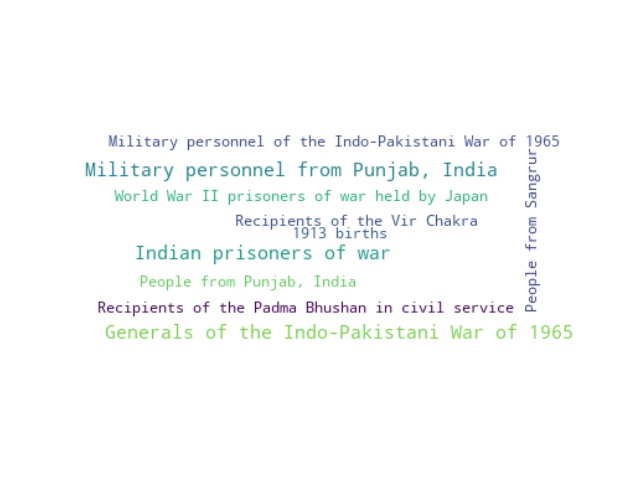 Military personnel of the Indo-Pakistani War of 1965
Military personnel from Punjab, India
World War II prisoners of war held by Japan
Recipients of the Vir Chakra
1913 births
Indian prisoners of war
People from Punjab, India
Recipients of the Padma Bhushan in civil service
Generals of the Indo-Pakistani War of 1965
People from Sangrur